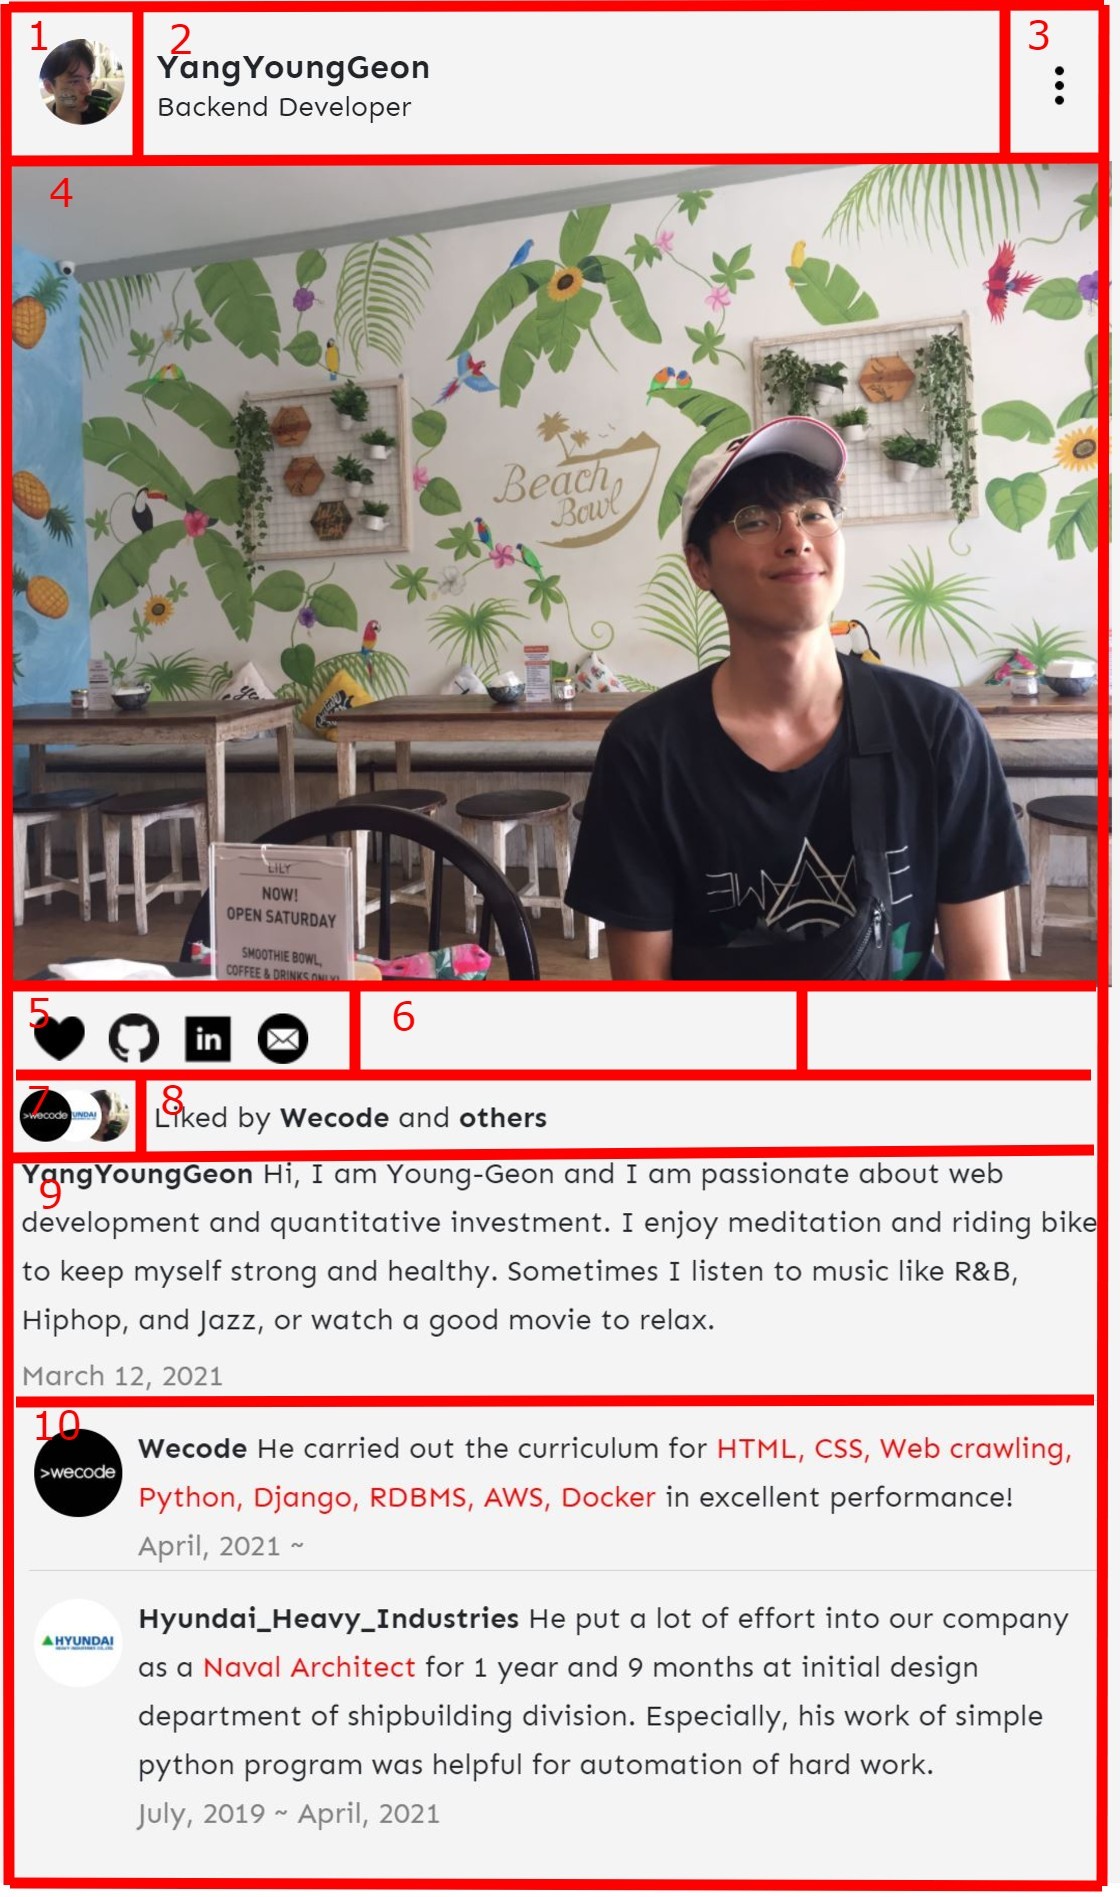 1
2
3
YangYoungGeon
Backend Developer
4
Beach
Bowl
LILY
NOW!
OPEN SATURDAY
SMOOTHIE BOWL,
COFFEE & DRINKS ONLY!
5
in
6
7
8
>wecode
HYUNDAI
Liked by Wecode and others
9
YangYoungGeon Hi, I am Young-Geon and I am passionate about web
development and quantitative investment. I enjoy meditation and riding bike
to keep myself strong and healthy. Sometimes I listen to music like R&B,
Hiphop, and Jazz, or watch a good movie to relax.
March 12, 2021
10
>wecode
Wecode He carried out the curriculum for HTML, CSS, Web crawling,
Python, Django, RDBMS, AWS, Docker in excellent performance!
April, 2021 ~
HYUNDAI
HEAVY INDUSTRIES CO.,LTD.
Hyundai_Heavy_Industries He put a lot of effort into our company
as a Naval Architect for 1 year and 9 months at initial design
department of shipbuilding division. Especially, his work of simple
python program was helpful for automation of hard work.
July, 2019 ~ April, 2021